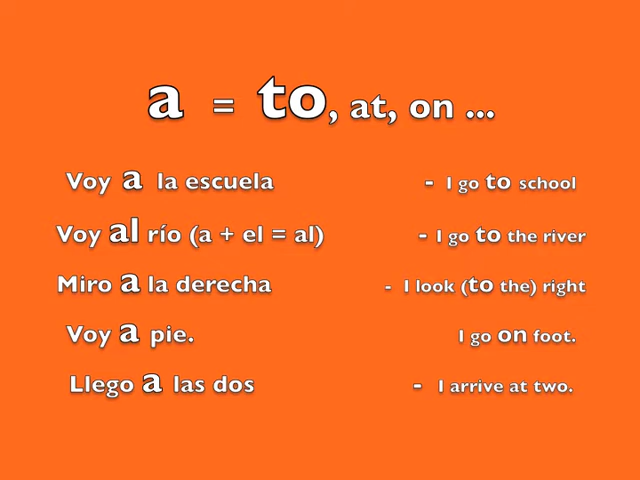 a = to, at, on ...
Voy a la escuela - I go to school
Voy al río (a + el = al) - I go to the river
Miro a la derecha - I look (to the) right
Voy a pie. I go on foot.
Llego a las dos - I arrive at two.